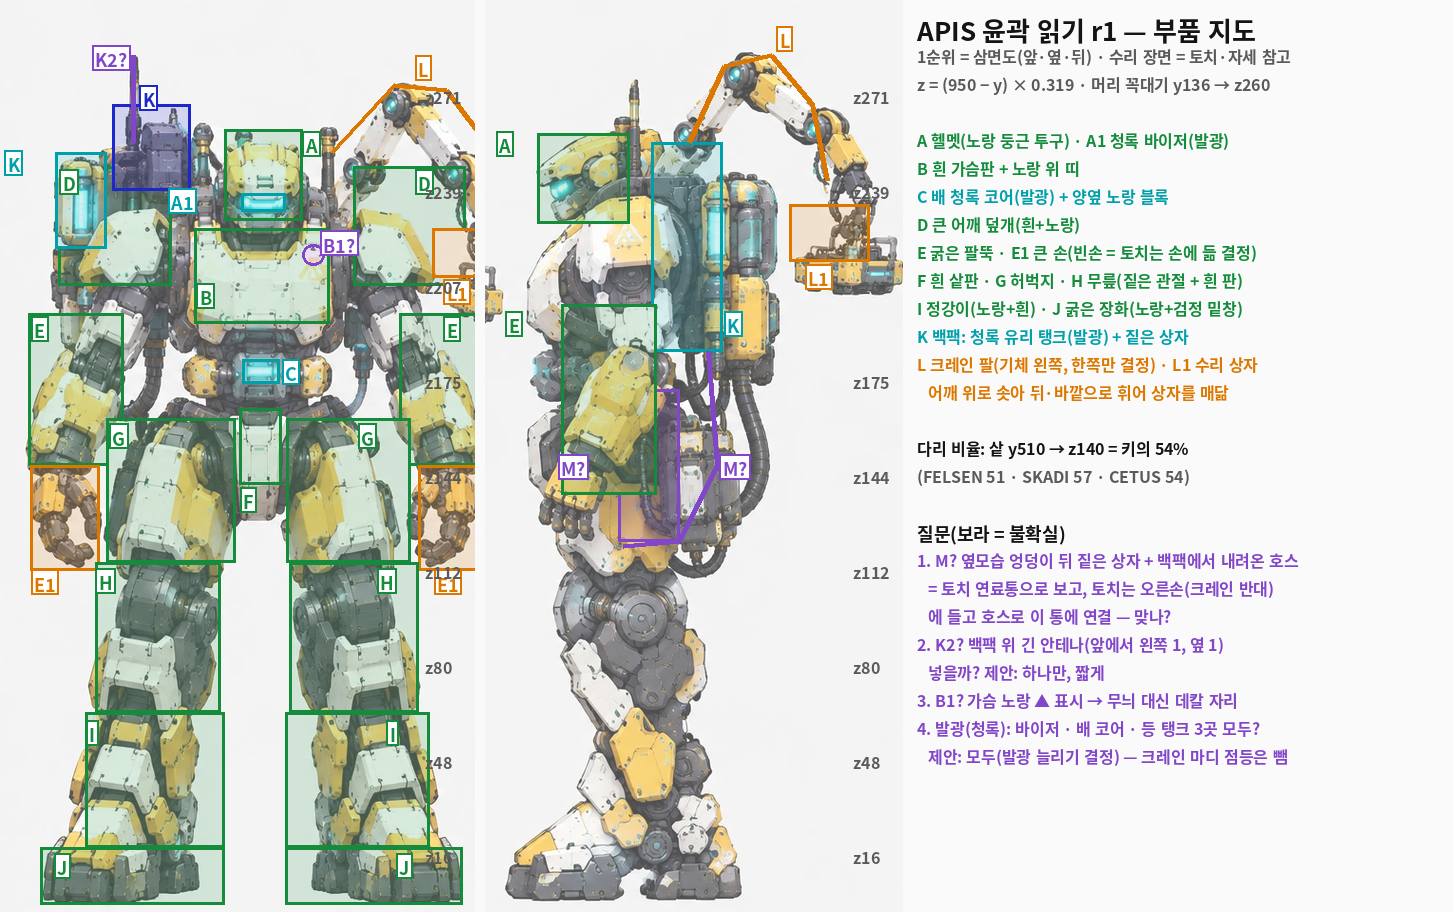 K2?
K
L
z271
A
K
D
A1
D
z239
B1?
B
z207
L1
E
E
C
z175
G
G
F
z144
E1
H
H
z112
E1
z80
I
I
z48
J
J
L
z271
A
z239
L1
E
K
z175
M?
M?
z144
z112
z80
z48
z16
APIS 윤곽 읽기 r1 — 부품 지도
1순위 = 삼면도(앞·옆·뒤) · 수리 장면 = 토치·자세 참고
z = (950 − y) × 0.319 · 머리 꼭대기 y136 → z260
A 헬멧(노랑 둥근 투구) · A1 청록 바이저(발광)
B 흰 가슴판 + 노랑 위 띠
C 배 청록 코어(발광) + 양옆 노랑 블록
D 큰 어깨 덮개(흰+노랑)
E 굵은 팔뚝 · E1 큰 손(빈손 = 토치는 손에 듦 결정)
F 흰 샅판 · G 허벅지 · H 무릎(짙은 관절 + 흰 판)
I 정강이(노랑+흰) · J 굵은 장화(노랑+검정 밑창)
K 백팩: 청록 유리 탱크(발광) + 짙은 상자
L 크레인 팔(기체 왼쪽, 한쪽만 결정) · L1 수리 상자
어깨 위로 솟아 뒤·바깥으로 휘어 상자를 매닮
다리 비율: 샅 y510 → z140 = 키의 54%
(FELSEN 51 · SKADI 57 · CETUS 54)
질문(보라 = 불확실)
1. M? 옆모습 엉덩이 뒤 짙은 상자 + 백팩에서 내려온 호스
= 토치 연료통으로 보고, 토치는 오른손(크레인 반대)
에 들고 호스로 이 통에 연결 — 맞나?
2. K2? 백팩 위 긴 안테나(앞에서 왼쪽 1, 옆 1)
넣을까? 제안: 하나만, 짧게
3. B1? 가슴 노랑 ▲ 표시 → 무늬 대신 데칼 자리
4. 발광(청록): 바이저 · 배 코어 · 등 탱크 3곳 모두?
제안: 모두(발광 늘리기 결정) — 크레인 마디 점등은 뺌